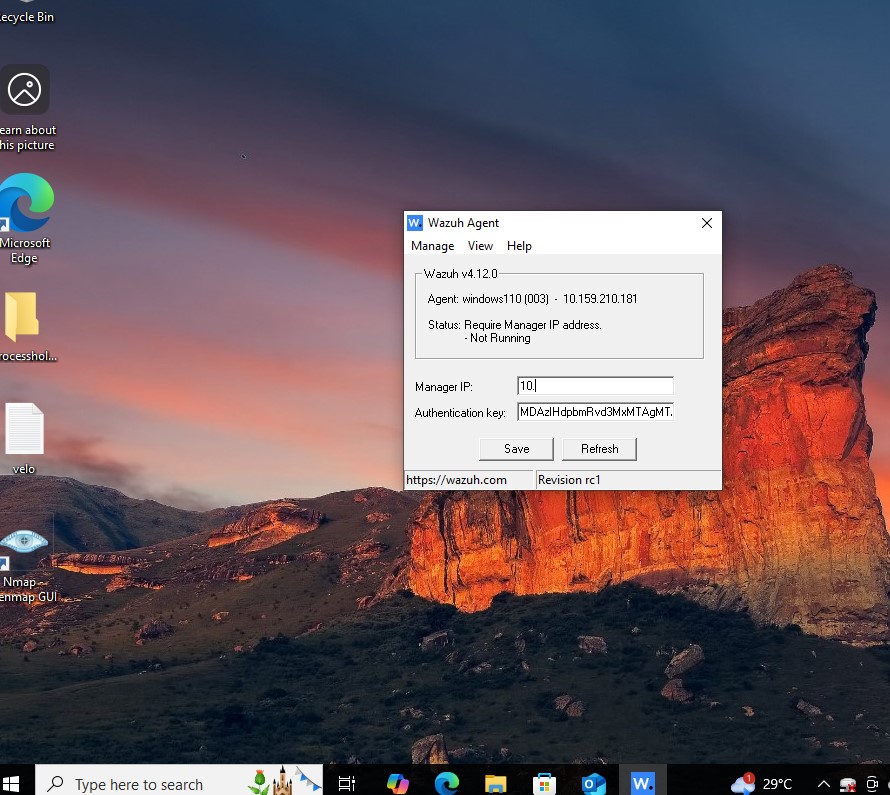 ecycle Bin
earn about
his picture
Microsoft
Edge
rocesshol...
velo
Nmap -
enmap GUI
W. Wazuh Agent
Manage View Help
Wazuh v4.12.0
Agent: windows110 (003) - 10.159.210.181
Status: Require Manager IP address.
- Not Running
Manager IP: 10.
Authentication key: MDAzIHdpbmRvd3MxMTAgMT.
Save Refresh
https://wazuh.com Revision rc1
Type here to search
W.
1
29°C